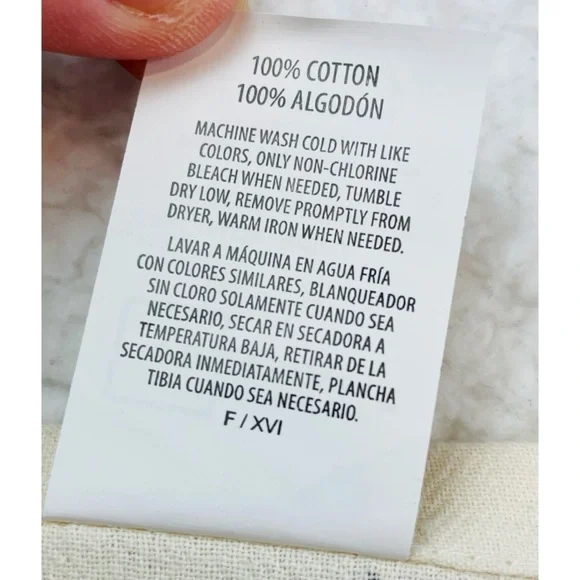 100% COTTON
100% ALGODÓN
MACHINE WASH COLD WITH LIKE
COLORS, ONLY NON-CHLORINE
BLEACH WHEN NEEDED, TUMBLE
DRY LOW, REMOVE PROMPTLY FROM
DRYER, WARM IRON WHEN NEEDED.
LAVAR A MÁQUINA EN AGUA FRÍA
CON COLORES SIMILARES, BLANQUEADOR
SIN CLORO SOLAMENTE CUANDO SEA
NECESARIO, SECAR EN SECADORA A
TEMPERATURA BAJA, RETIRAR DE LA
SECADORA INMEDIATAMENTE, PLANCHA
TIBIA CUANDO SEA NECESARIO.
F / XVI